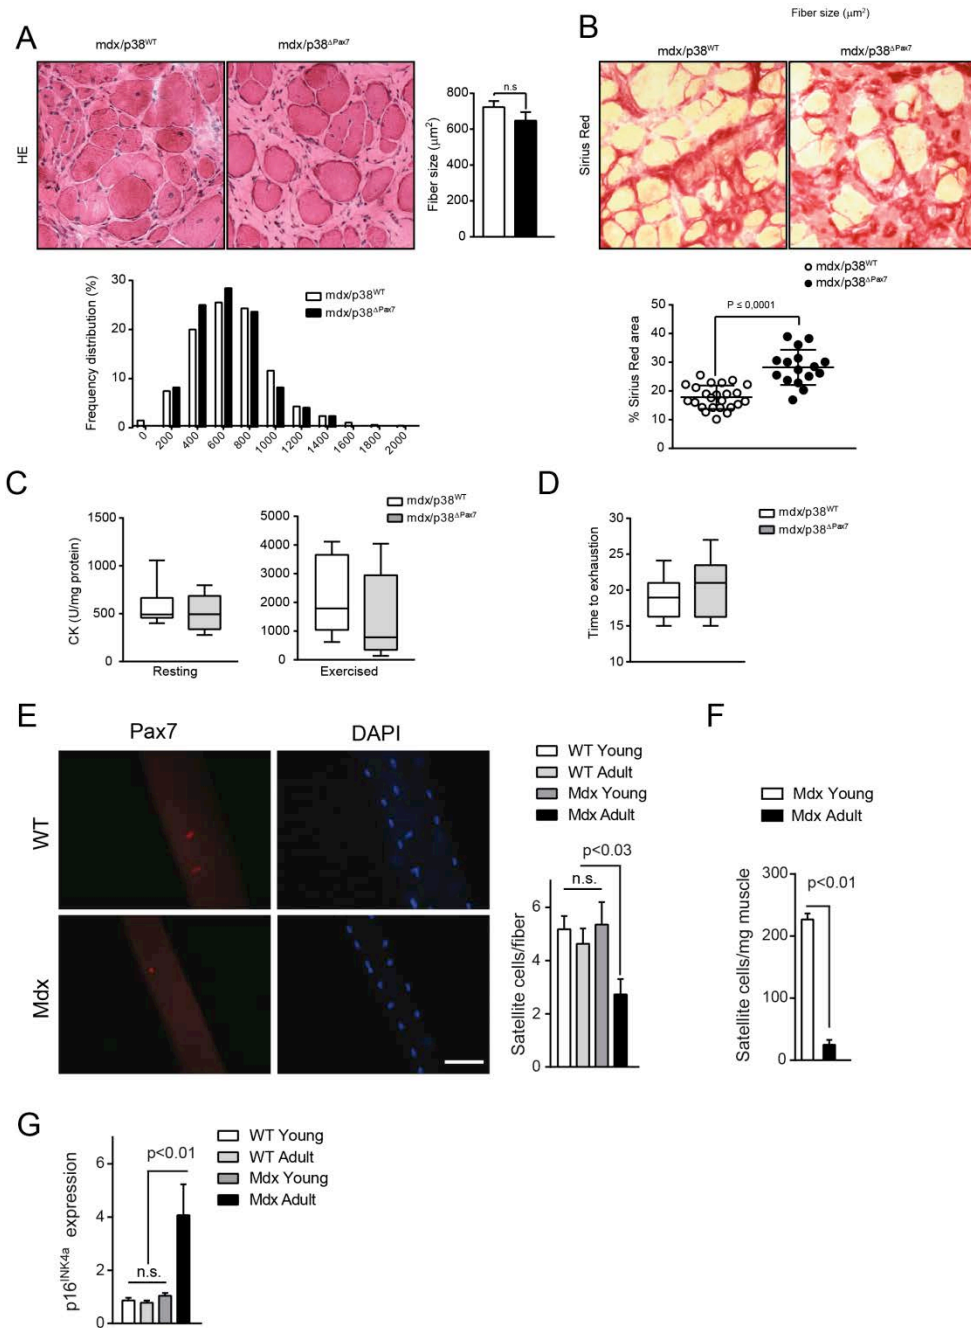 Fiber size (μm²)
A
mdx/p38ᵂᵀ
mdx/p38ᐞᴾᵃˣ⁷
HE
n.s
Fiber size (μm²)
800
600
400
200
0
B
mdx/p38ᵂᵀ
mdx/p38ᐞᴾᵃˣ⁷
Sirius Red
Frequency distribution (%)
30
20
10
0
mdx/p38ᵂᵀ
mdx/p38ᐞᴾᵃˣ⁷
0 200 400 600 800 1000 1200 1400 1600 1800 2000
mdx/p38ᵂᵀ
mdx/p38ᐞᴾᵃˣ⁷
P ≤ 0,0001
% Sirius Red area
50
40
30
20
10
0
C
CK (U/mg protein)
1500
1000
500
0
Resting
5000
4000
3000
2000
1000
0
Exercised
mdx/p38ᵂᵀ
mdx/p38ᐞᴾᵃˣ⁷
D
mdx/p38ᵂᵀ
mdx/p38ᐞᴾᵃˣ⁷
Time to exhaustion
30
25
20
15
10
E
Pax7
DAPI
WT
Mdx
WT Young
WT Adult
Mdx Young
Mdx Adult
p<0.03
n.s.
Satellite cells/fiber
6
4
2
0
F
Mdx Young
Mdx Adult
p<0.01
Satellite cells/mg muscle
300
200
100
0
G
p16ᴵᴺᴷ⁴ᵃ expression
6
4
2
0
p<0.01
n.s.
WT Young
WT Adult
Mdx Young
Mdx Adult